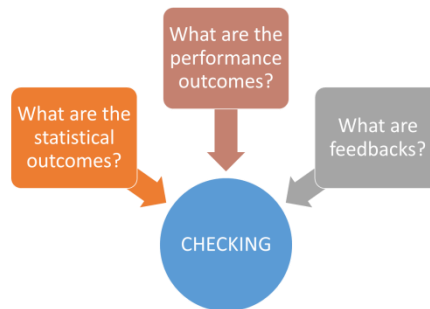 What are the
performance
outcomes?
What are the
statistical
outcomes?
What are
feedbacks?
CHECKING